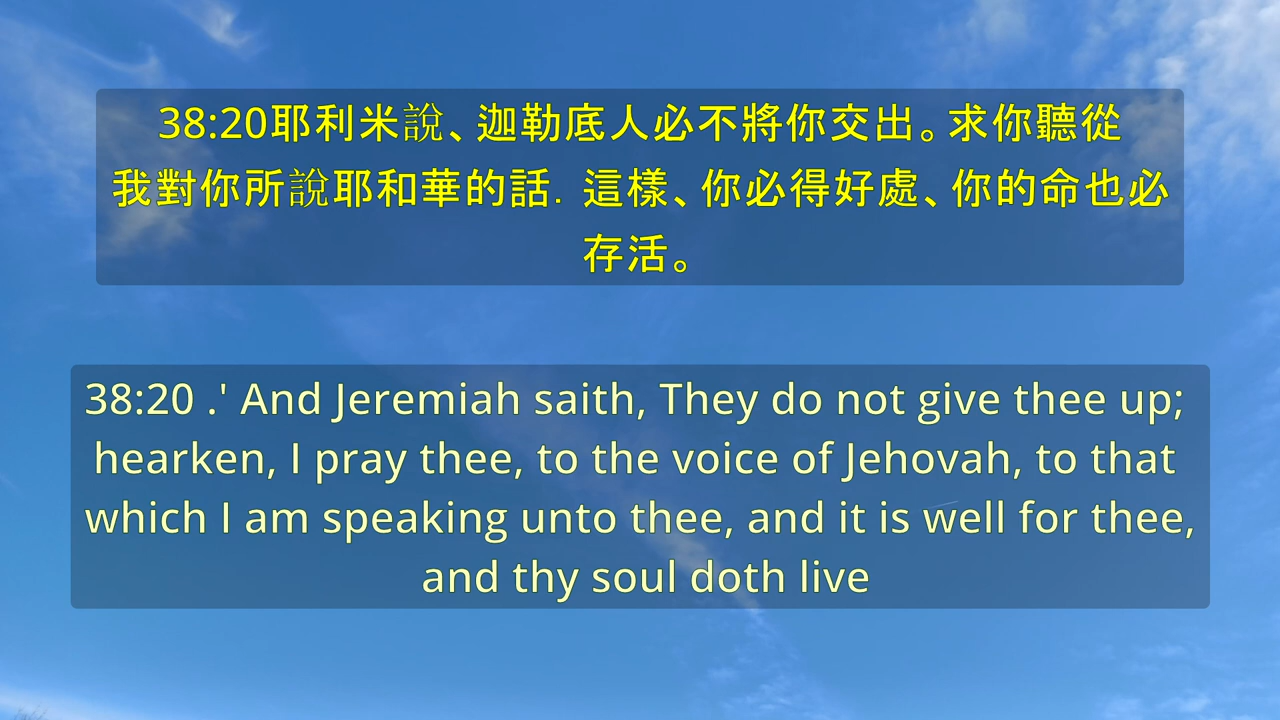 38:20耶利米說、迦勒底人必不將你交出。求你聽從
我對你所說耶和華的話．這樣、你必得好處、你的命也必
存活。
38:20 .' And Jeremiah saith, They do not give thee up;
hearken, I pray thee, to the voice of Jehovah, to that
which I am speaking unto thee, and it is well for thee,
and thy soul doth live